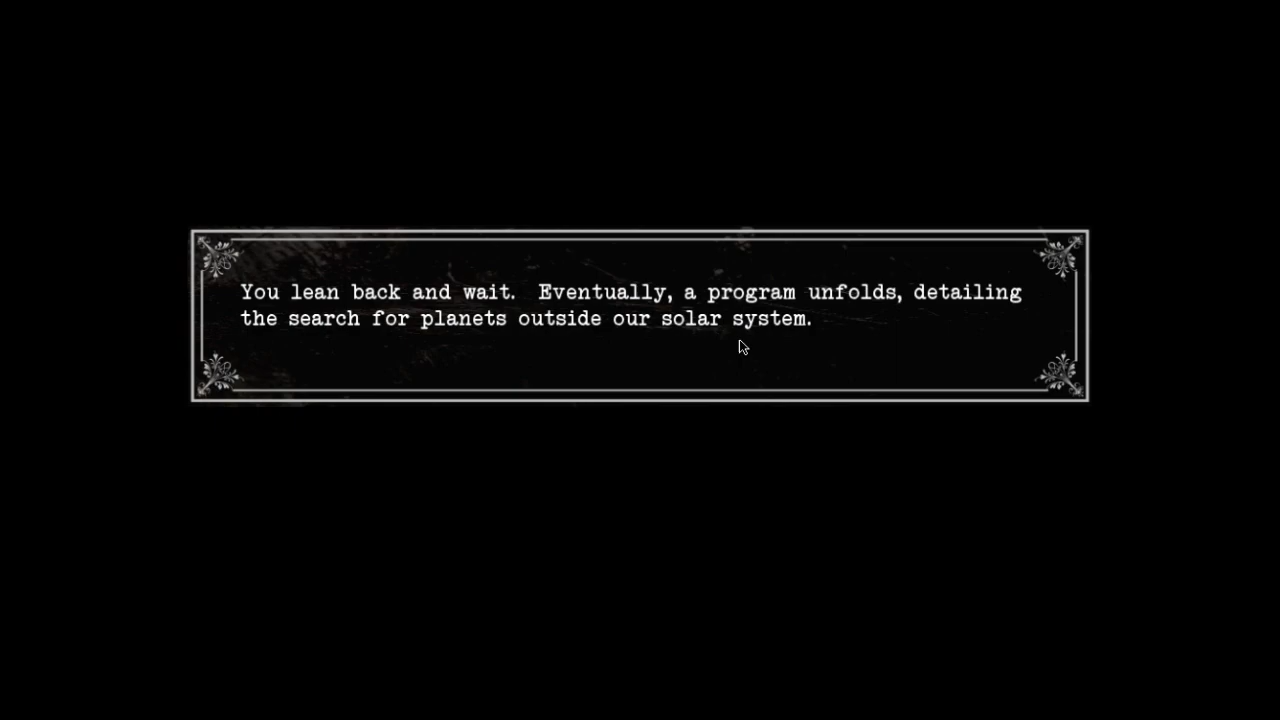 You lean back and wait.  Eventually, a program unfolds, detailing
the search for planets outside our solar system.